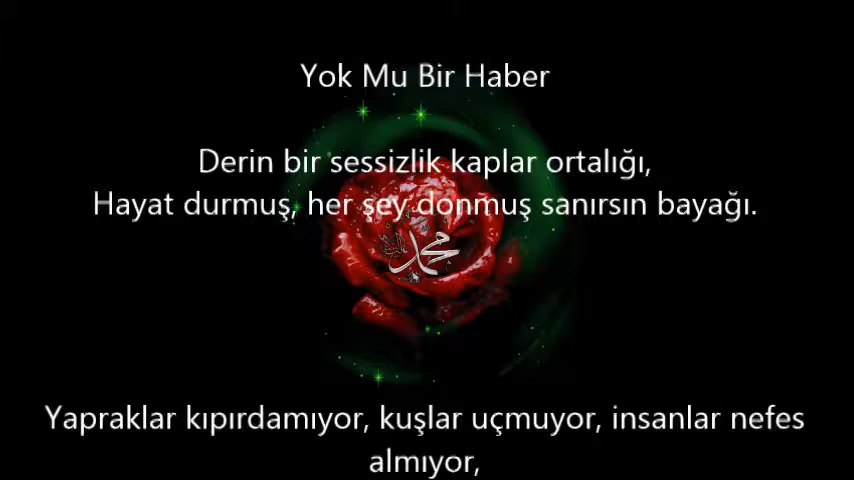 Yok Mu Bir Haber
Derin bir sessizlik kaplar ortalığı,
Hayat durmuş, her şey donmuş sanırsın bayağı.
محمد
Yapraklar kıpırdamıyor, kuşlar uçmuyor, insanlar nefes
almıyor,